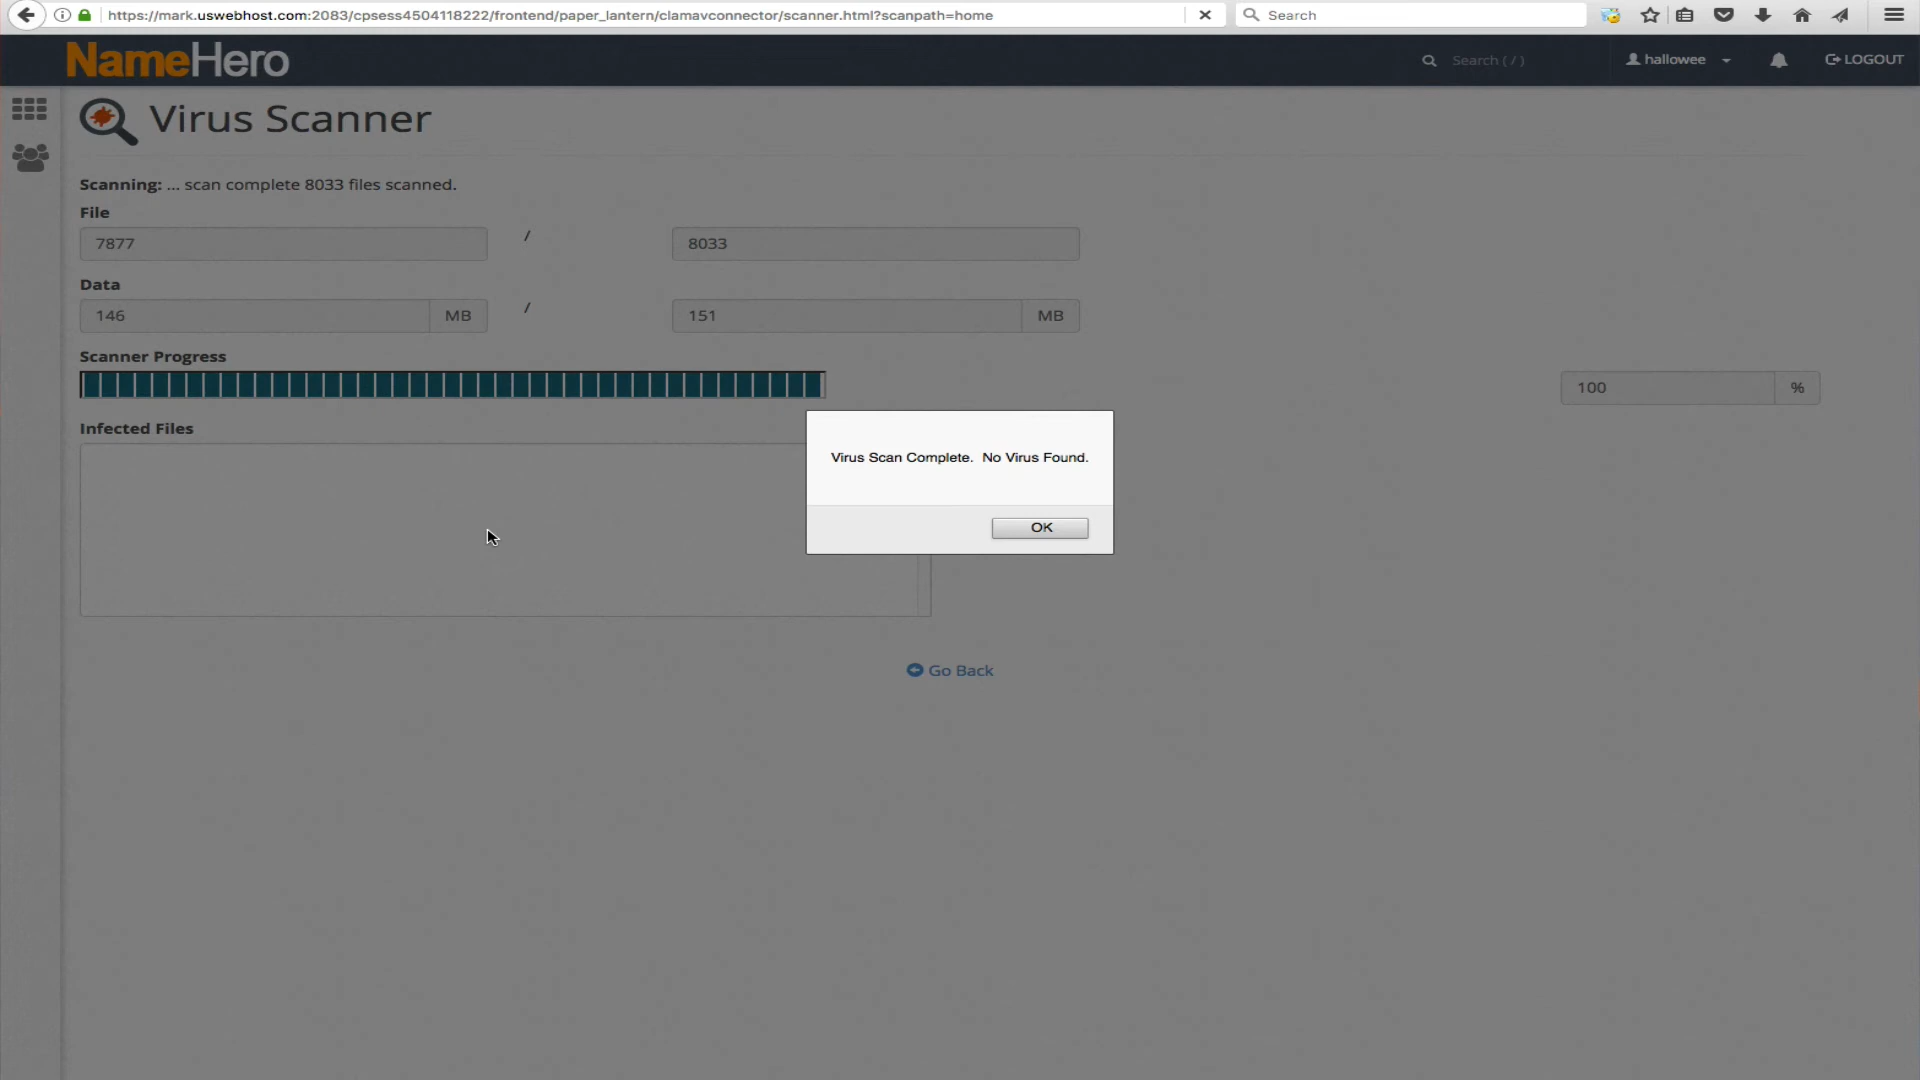 https://mark.uswebhost.com:2083/cpsess4504118222/frontend/paper_lantern/clamavconnector/scanner.html?scanpath=home
Search
NameHero
Search ( / )
hallowee
LOGOUT
Virus Scanner
Scanning: ... scan complete 8033 files scanned.
File
7877 / 8033
Data
146 MB / 151 MB
Scanner Progress
100 %
Infected Files
Virus Scan Complete. No Virus Found.
OK
Go Back